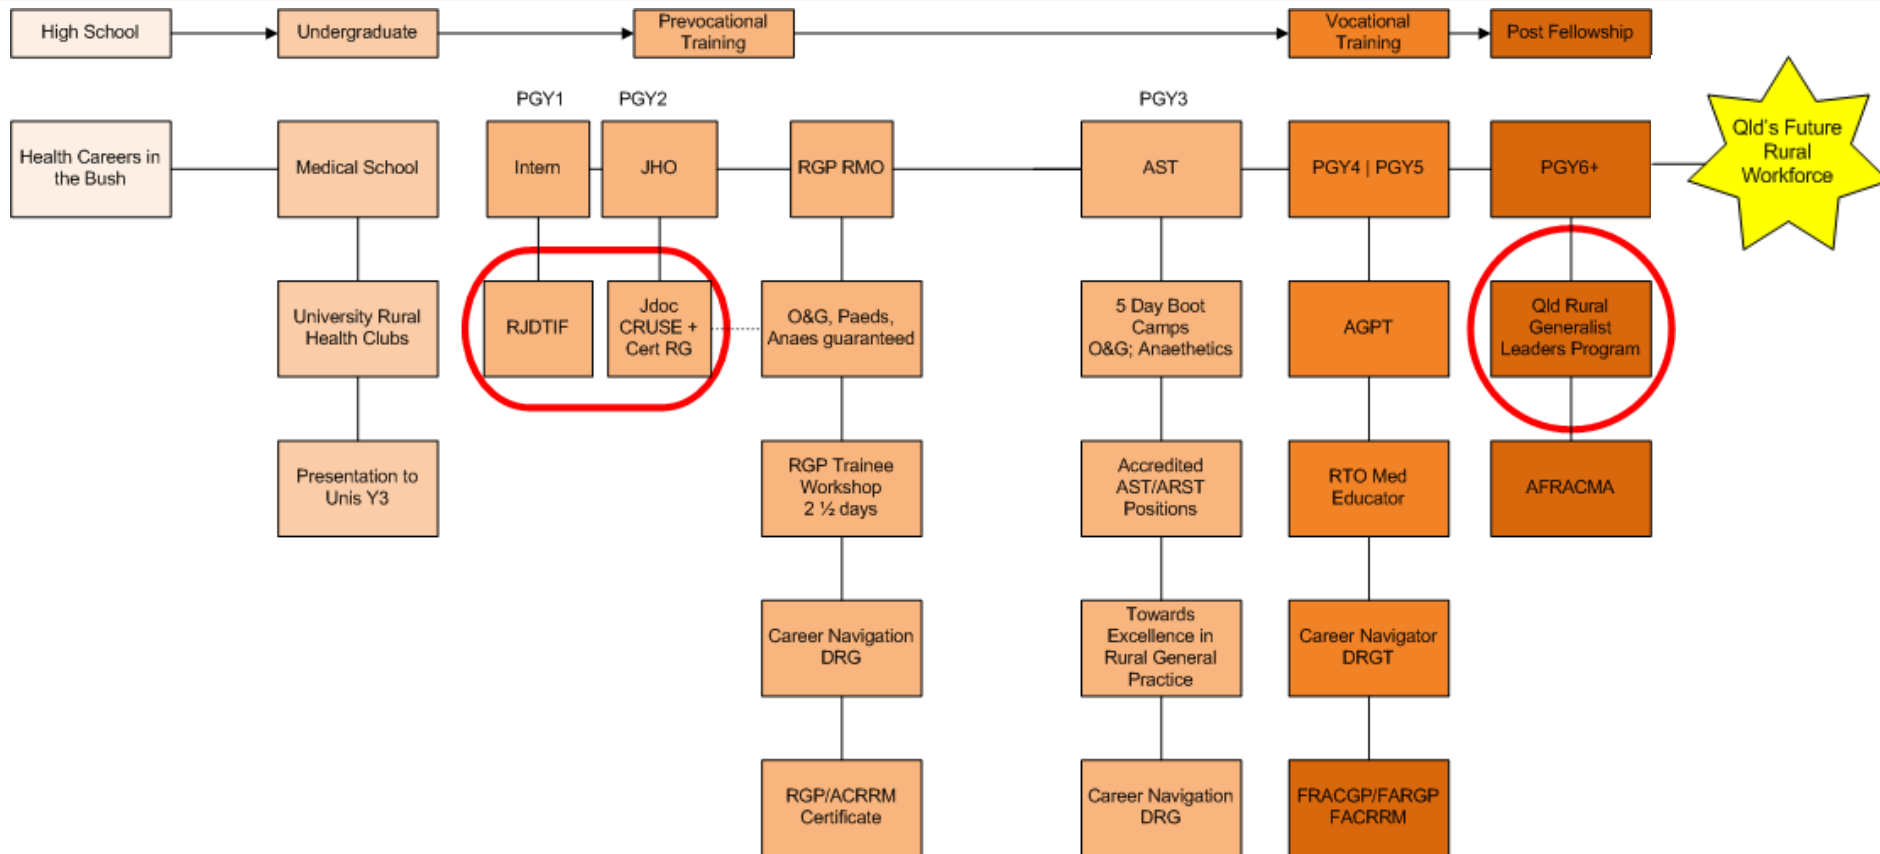 High School
Undergraduate
Prevocational
Training
Vocational
Training
Post Fellowship
PGY1
PGY2
PGY3
Health Careers in
the Bush
Medical School
Intern
JHO
RGP RMO
AST
PGY4 | PGY5
PGY6+
Qld's Future
Rural
Workforce
University Rural
Health Clubs
RJDTIF
Jdoc
CRUSE +
Cert RG
O&G, Paeds,
Anaes guaranteed
5 Day Boot
Camps
O&G; Anaethetics
AGPT
Qld Rural
Generalist
Leaders Program
Presentation to
Unis Y3
RGP Trainee
Workshop
2 ½ days
Accredited
AST/ARST
Positions
RTO Med
Educator
AFRACMA
Career Navigation
DRG
Towards
Excellence in
Rural General
Practice
Career Navigator
DRGT
RGP/ACRRM
Certificate
Career Navigation
DRG
FRACGP/FARGP
FACRRM